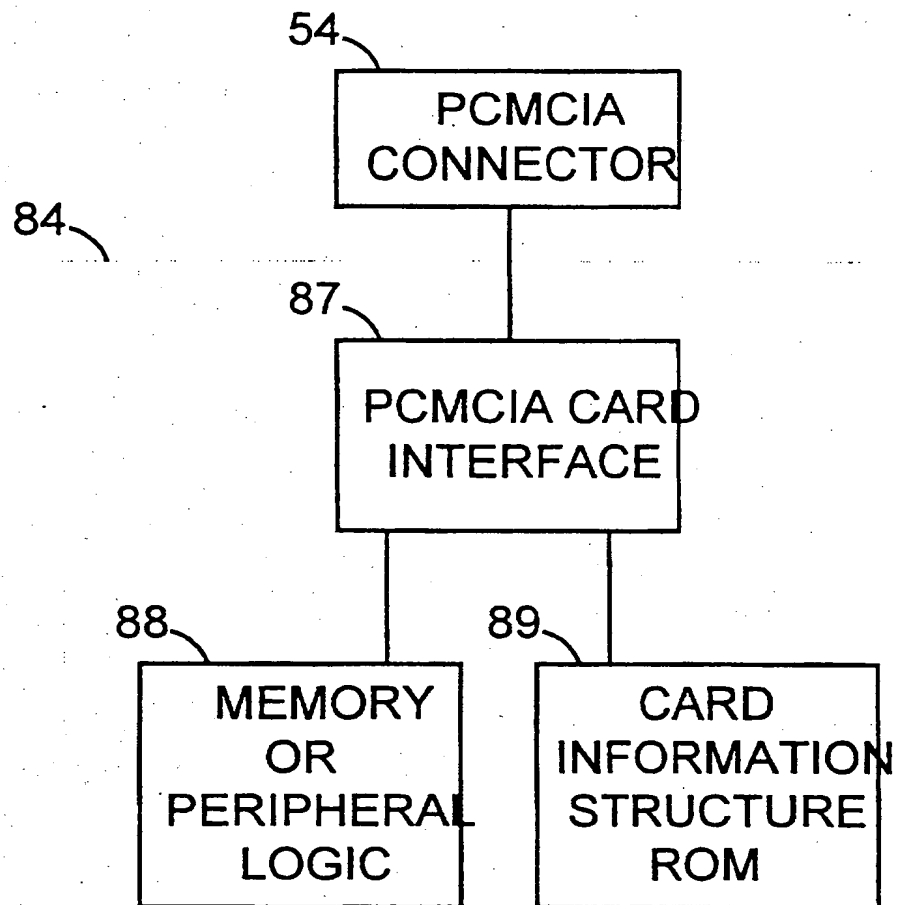 54
PCMCIA
CONNECTOR
84
87
PCMCIA CARD
INTERFACE
88
MEMORY
OR
PERIPHERAL
LOGIC
89
CARD
INFORMATION
STRUCTURE
ROM